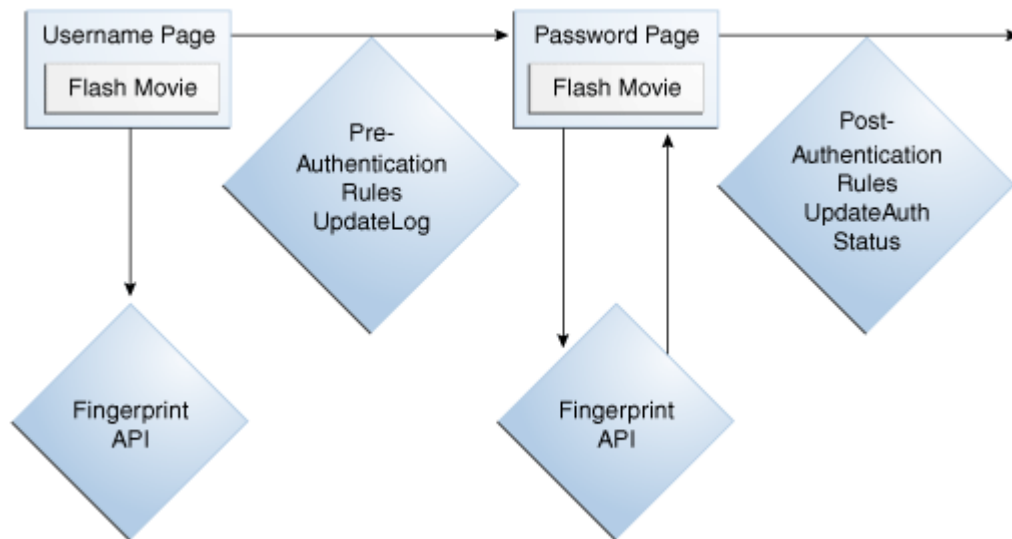 Username Page
Flash Movie
Password Page
Flash Movie
Pre-
Authentication
Rules
UpdateLog
Post-
Authentication
Rules
UpdateAuth
Status
Fingerprint
API
Fingerprint
API